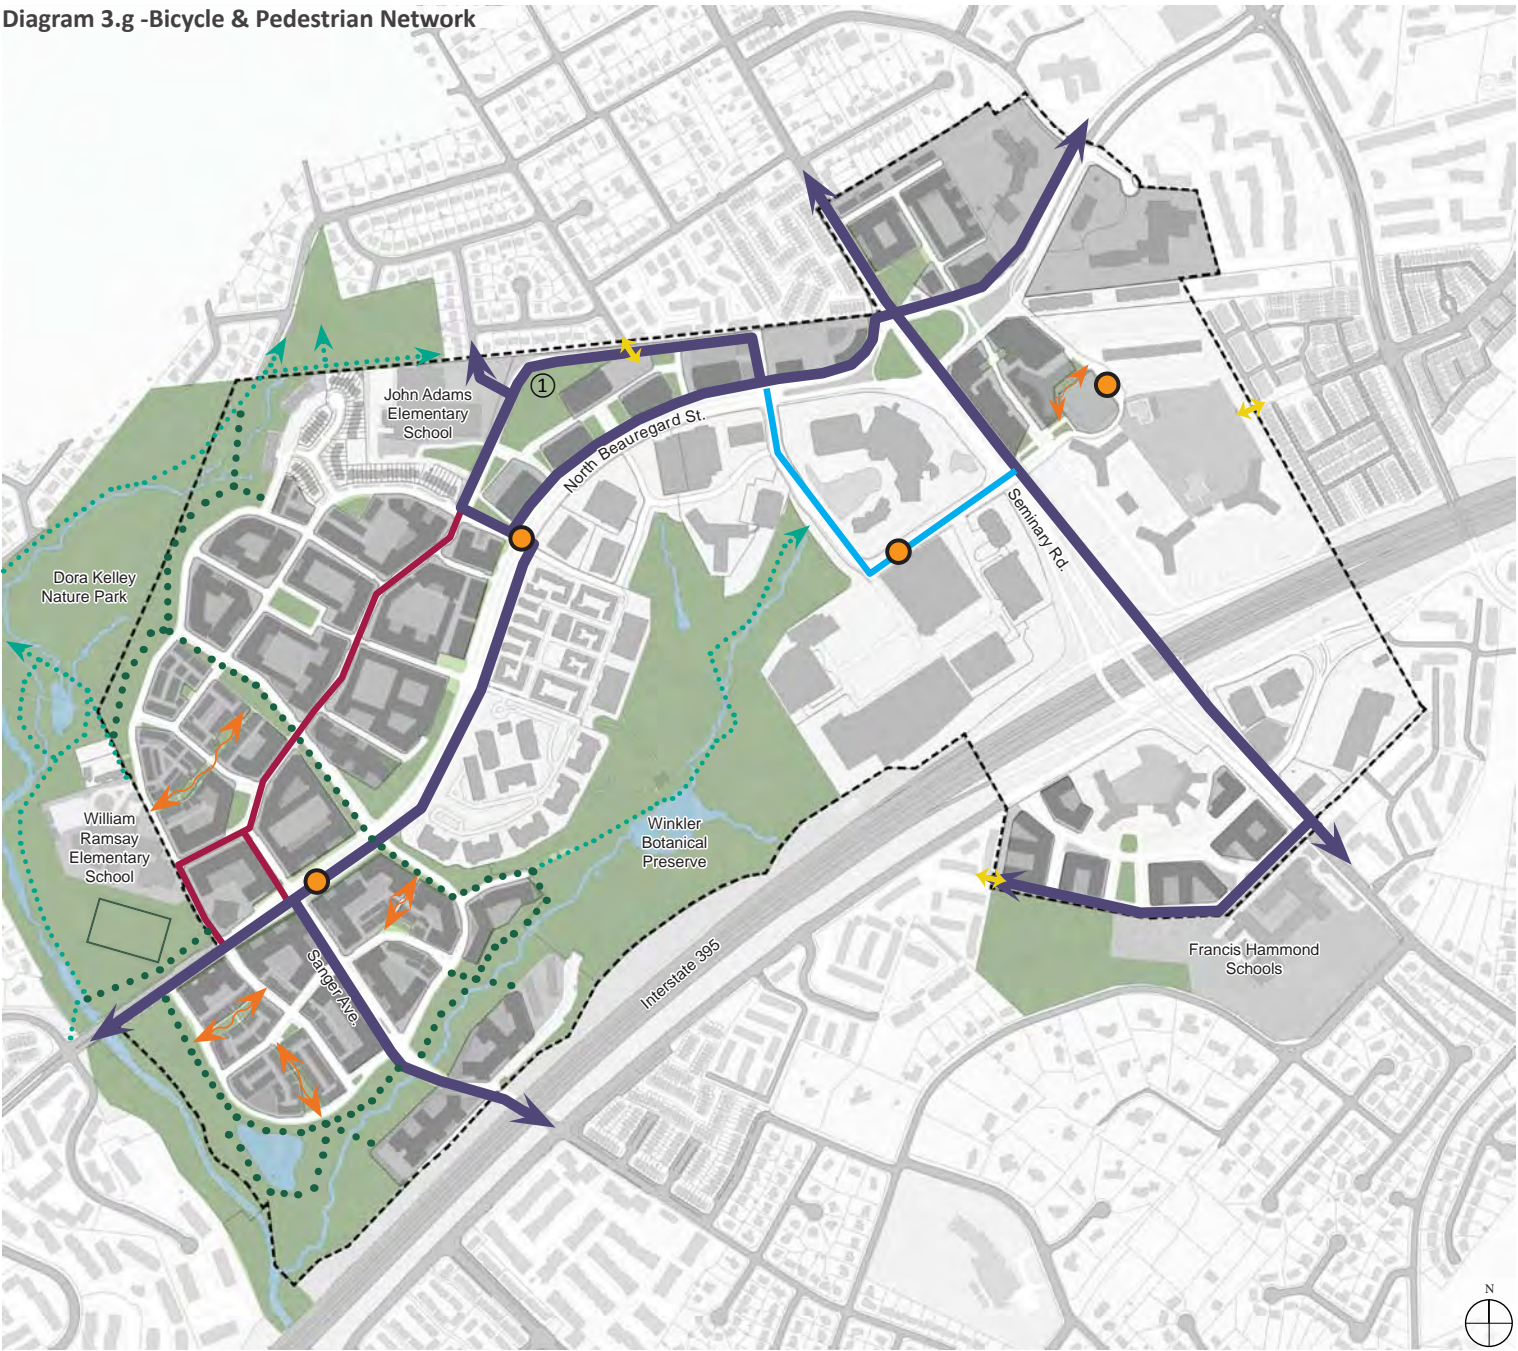 Diagram 3.g -Bicycle & Pedestrian Network
John Adams
Elementary
School
1
North Beauregard St.
Seminary Rd.
Dora Kelley
Nature Park
William
Ramsay
Elementary
School
Winkler
Botanical
Preserve
Sanger Ave.
Interstate 395
Francis Hammond
Schools
N